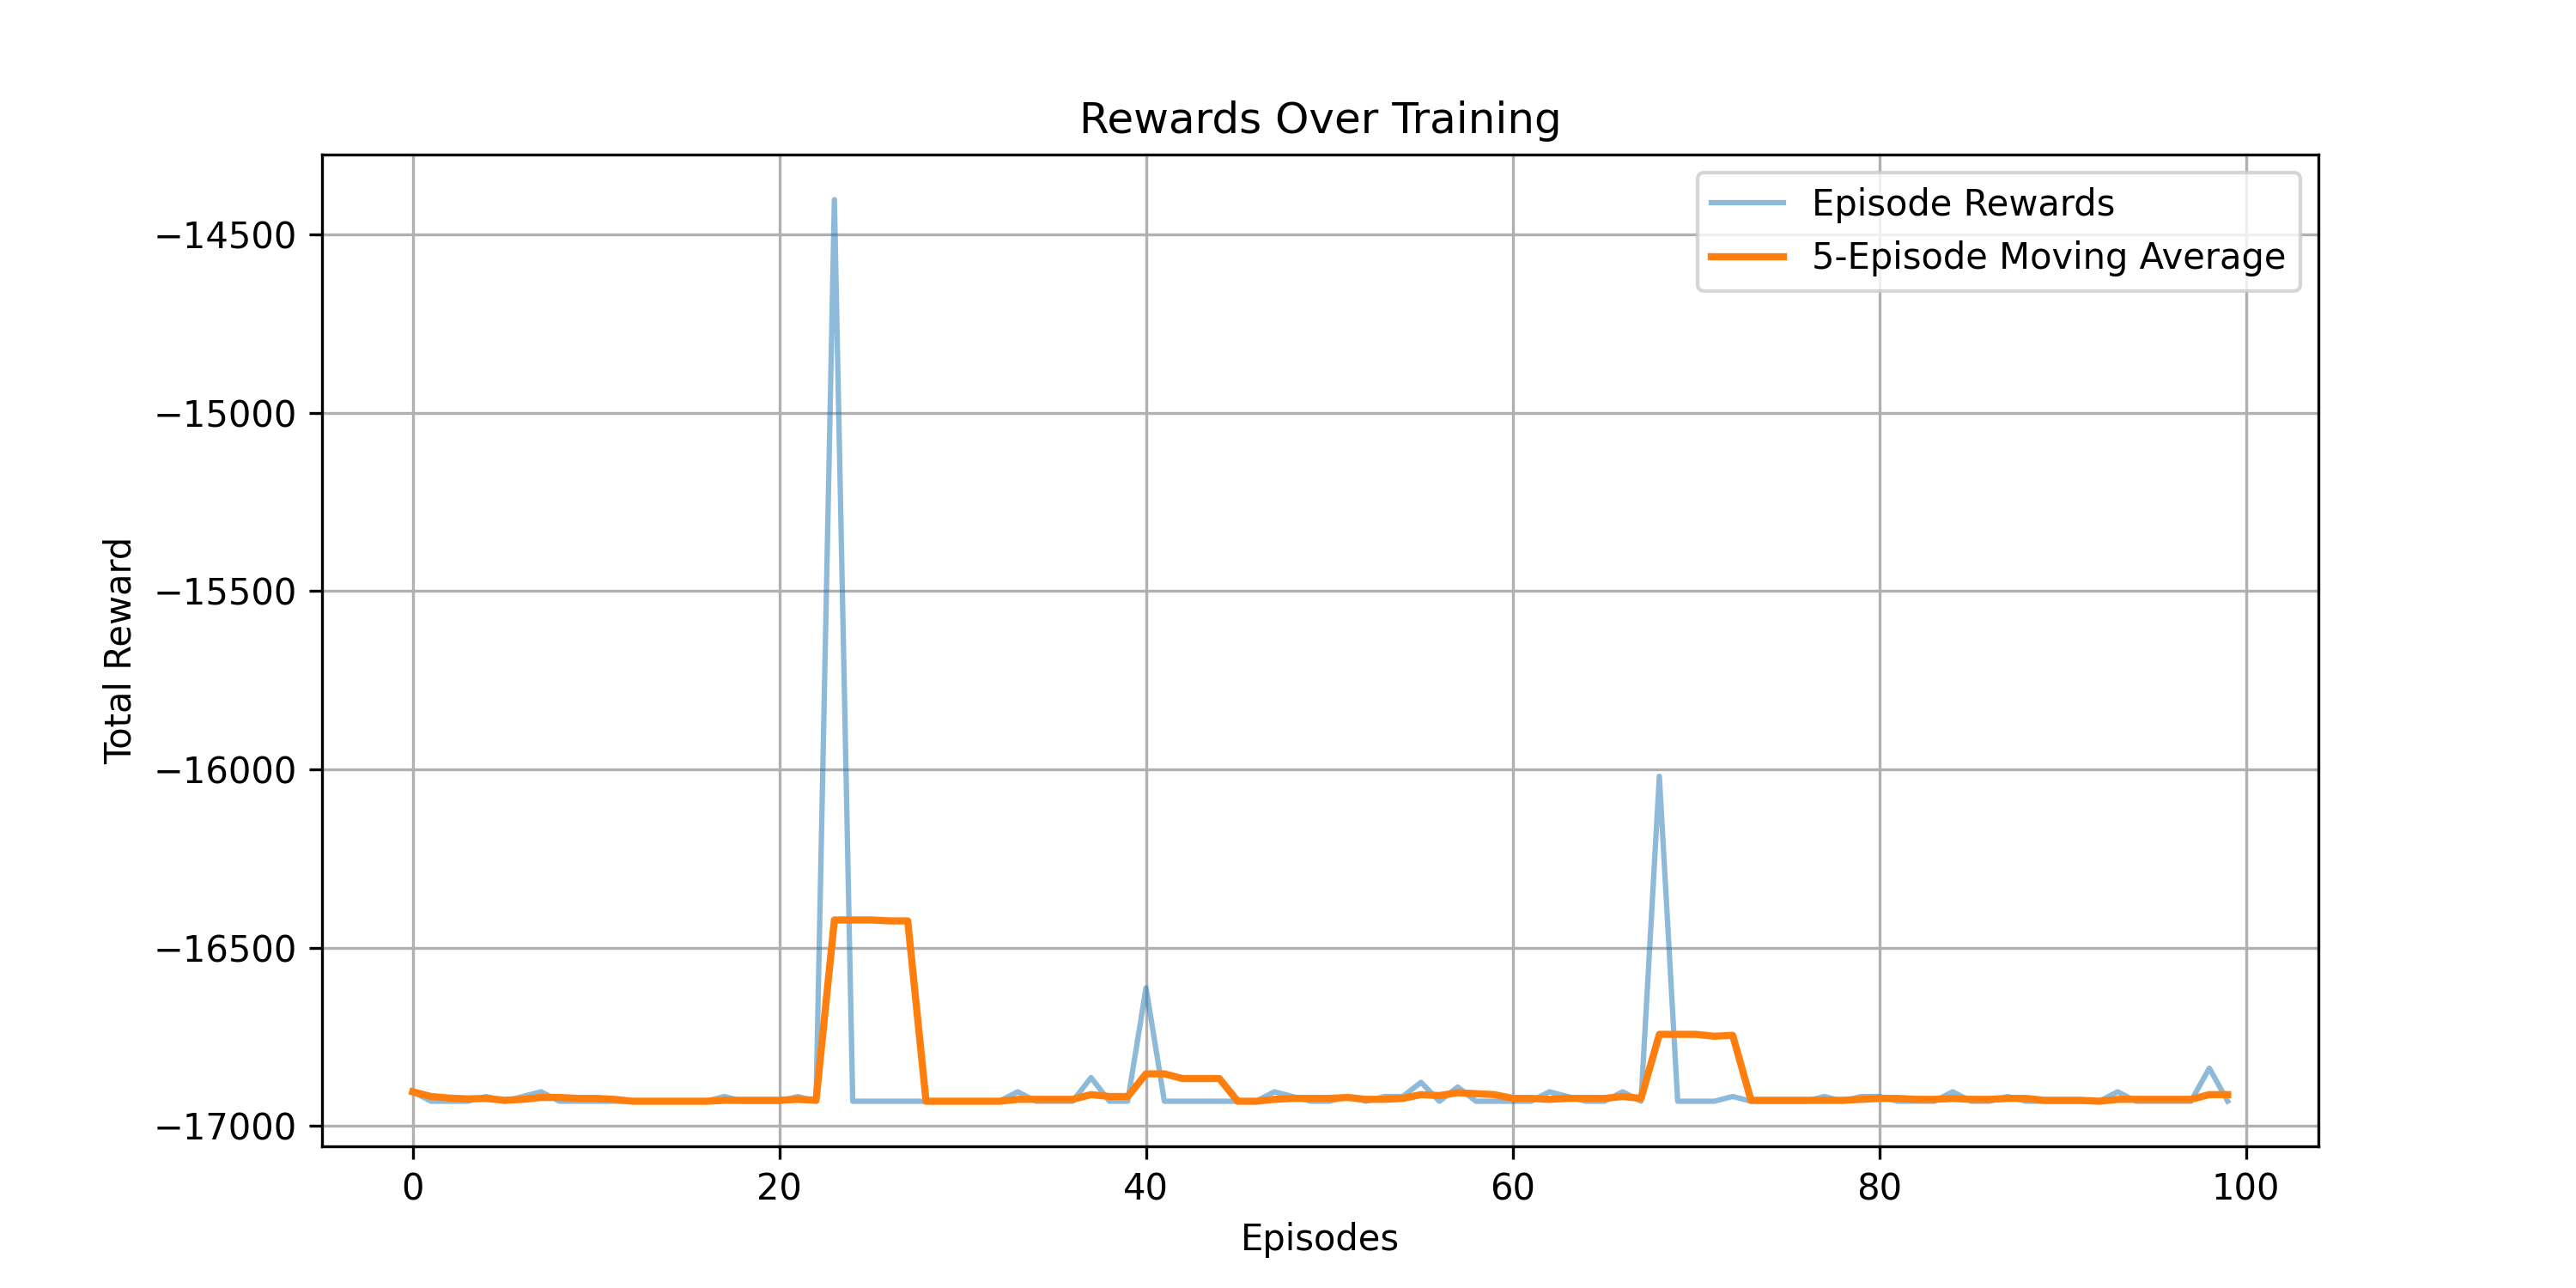 Rewards Over Training
Episode Rewards
5-Episode Moving Average
Total Reward
−14500
−15000
−15500
−16000
−16500
−17000
0 20 40 60 80 100
Episodes